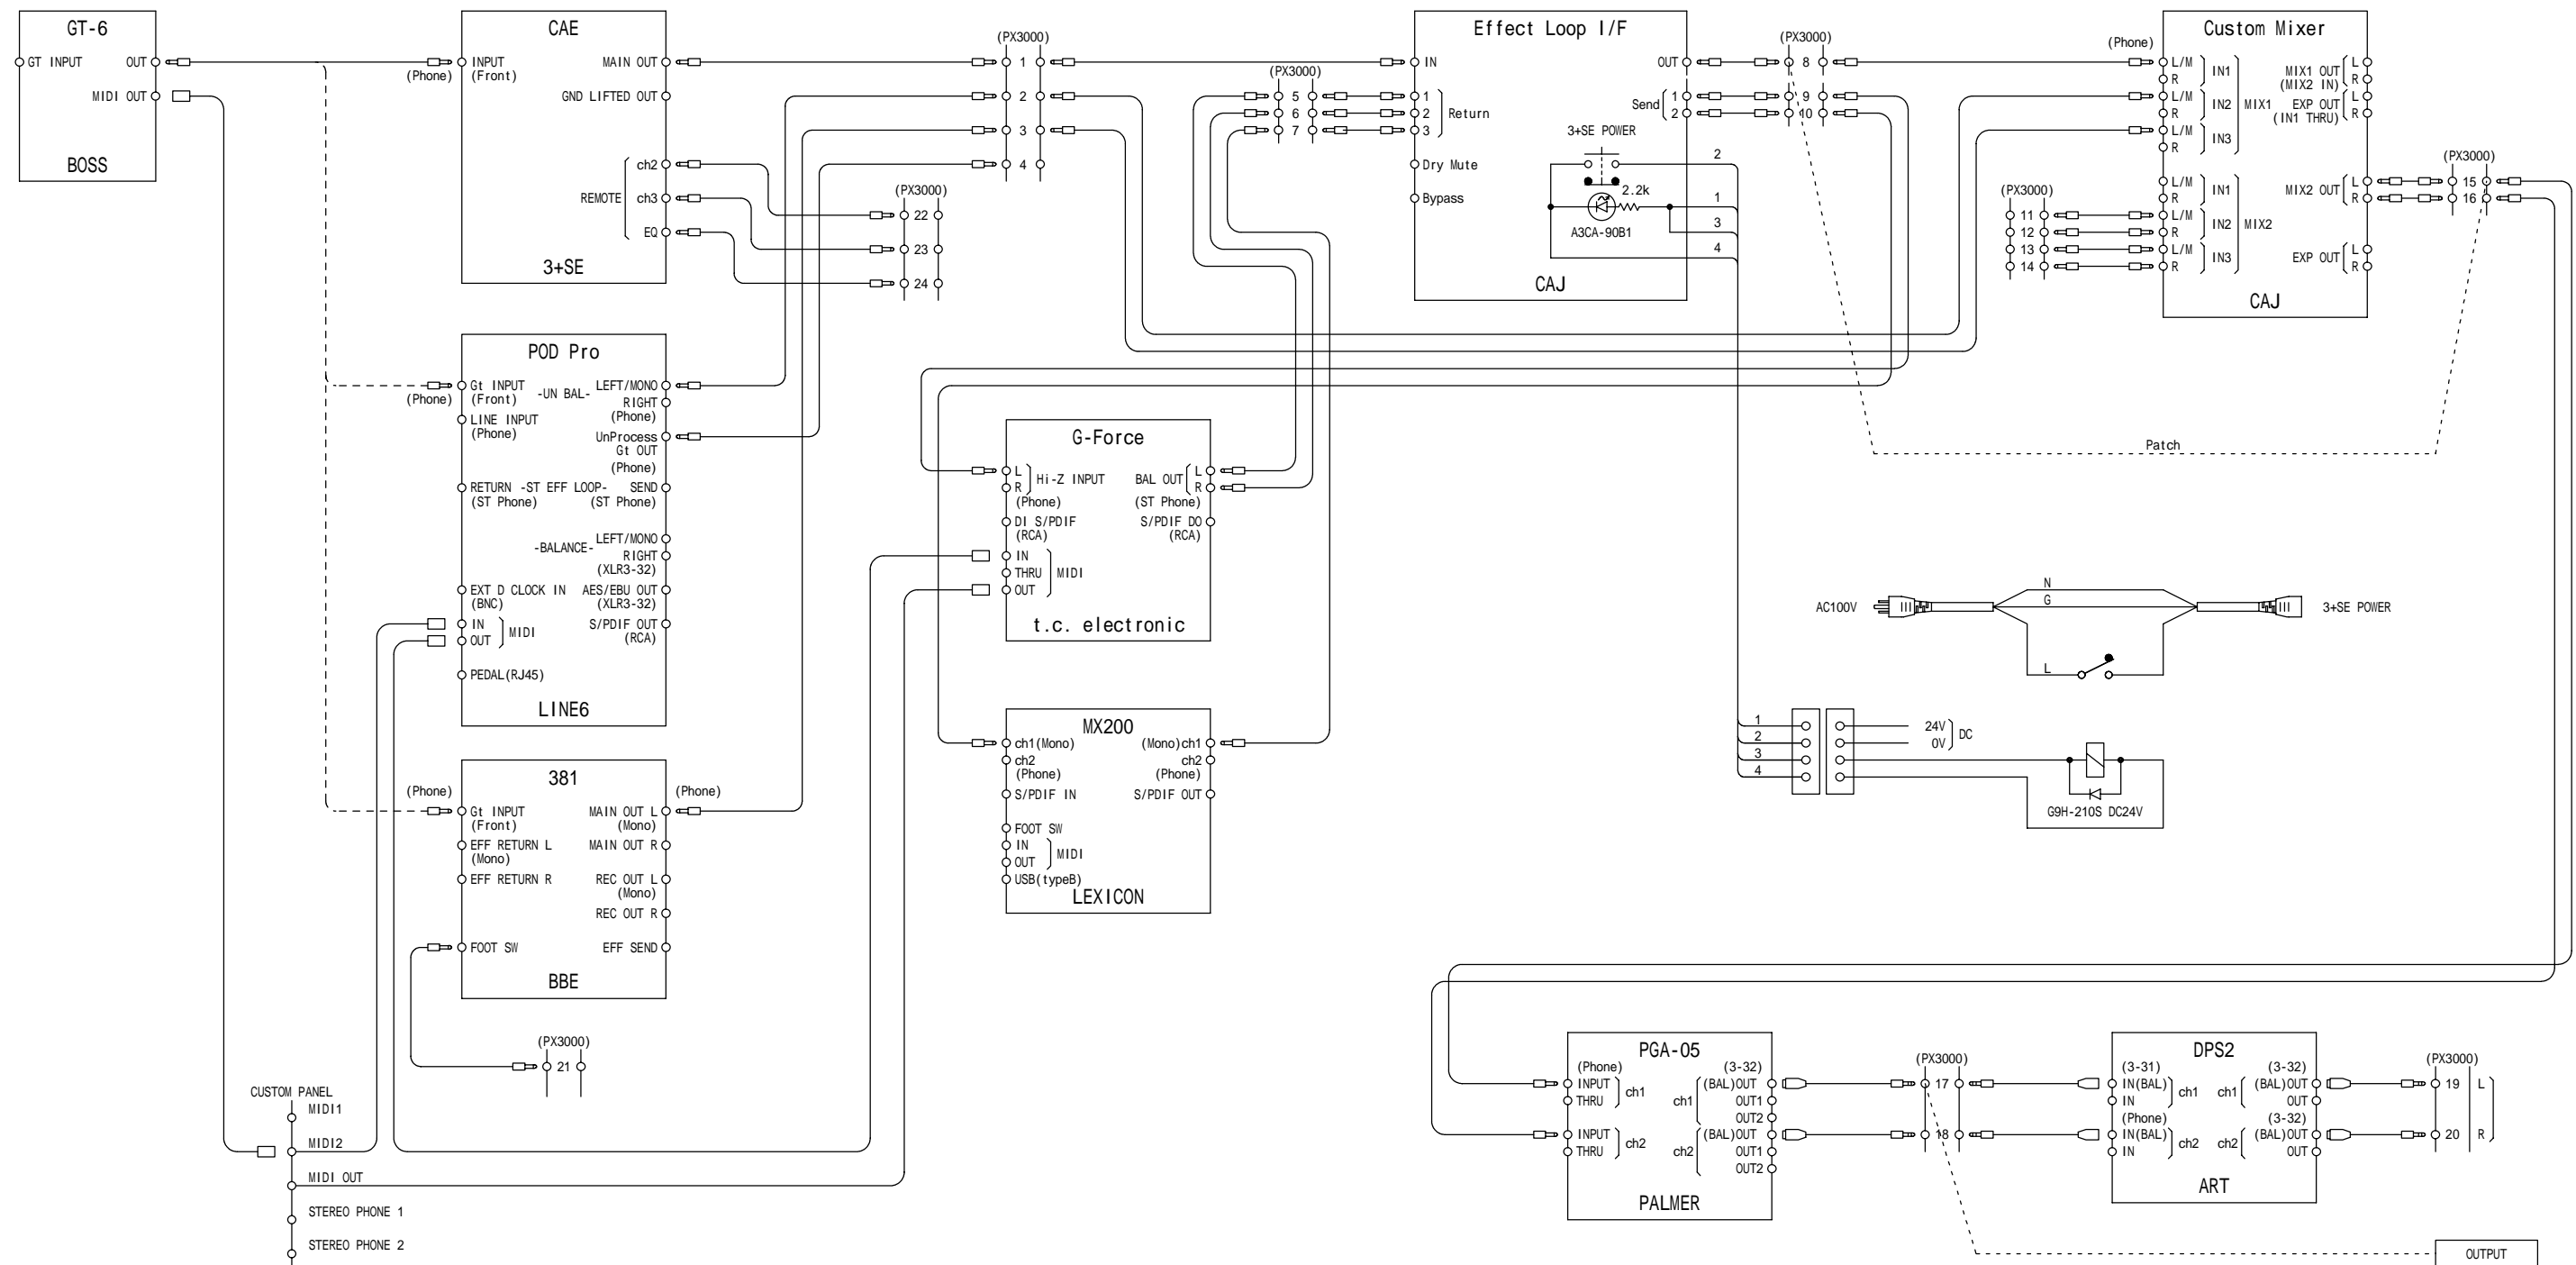 GT-6
GT INPUT
OUT
MIDI OUT
BOSS
CAE
(Phone)
INPUT
(Front)
MAIN OUT
GND LIFTED OUT
ch2
REMOTE
ch3
EQ
3+SE
(PX3000)
1
2
3
4
(PX3000)
22
23
24
(PX3000)
5
6
7
Effect Loop I/F
IN
OUT
1
2
3
Return
Send
1
2
3+SE POWER
Dry Mute
Bypass
2.2k
A3CA-90B1
CAJ
2
1
3
4
(PX3000)
8
9
10
(Phone)
Custom Mixer
L/M
R
IN1
L/M
R
IN2
MIX1
L/M
R
IN3
MIX1 OUT
(MIX2 IN)
L
R
EXP OUT
(IN1 THRU)
L
R
L/M
R
IN1
L/M
R
IN2
MIX2
L/M
R
IN3
MIX2 OUT
L
R
EXP OUT
L
R
CAJ
(PX3000)
11
12
13
14
(PX3000)
15
16
Patch
POD Pro
(Phone)
Gt INPUT
(Front)
-UN BAL-
LEFT/MONO
RIGHT
(Phone)
LINE INPUT
(Phone)
UnProcess
Gt OUT
(Phone)
RETURN -ST EFF LOOP- SEND
(ST Phone)
(ST Phone)
LEFT/MONO
-BALANCE-
RIGHT
(XLR3-32)
EXT D CLOCK IN
(BNC)
AES/EBU OUT
(XLR3-32)
IN
OUT
MIDI
S/PDIF OUT
(RCA)
PEDAL(RJ45)
LINE6
G-Force
L
R
Hi-Z INPUT
(Phone)
BAL OUT
L
R
(ST Phone)
DI S/PDIF
(RCA)
S/PDIF DO
(RCA)
IN
THRU
OUT
MIDI
t.c. electronic
MX200
ch1(Mono)
ch2
(Phone)
(Mono)ch1
ch2
(Phone)
S/PDIF IN
S/PDIF OUT
FOOT SW
IN
OUT
MIDI
USB(typeB)
LEXICON
381
(Phone)
Gt INPUT
(Front)
MAIN OUT L
(Mono)
(Phone)
EFF RETURN L
(Mono)
MAIN OUT R
EFF RETURN R
REC OUT L
(Mono)
REC OUT R
FOOT SW
EFF SEND
BBE
(PX3000)
21
AC100V
N
G
L
3+SE POWER
1
2
3
4
24V
0V
DC
G9H-210S DC24V
CUSTOM PANEL
MIDI1
MIDI2
MIDI OUT
STEREO PHONE 1
STEREO PHONE 2
PGA-05
(Phone)
INPUT
THRU
ch1
INPUT
THRU
ch2
(3-32)
(BAL)OUT
OUT1
OUT2
ch1
(BAL)OUT
OUT1
OUT2
ch2
PALMER
(PX3000)
17
18
DPS2
(3-31)
IN(BAL)
IN
ch1
(Phone)
IN(BAL)
IN
ch2
(3-32)
(BAL)OUT
OUT
ch1
(3-32)
(BAL)OUT
OUT
ch2
ART
(PX3000)
19
L
20
R
OUTPUT